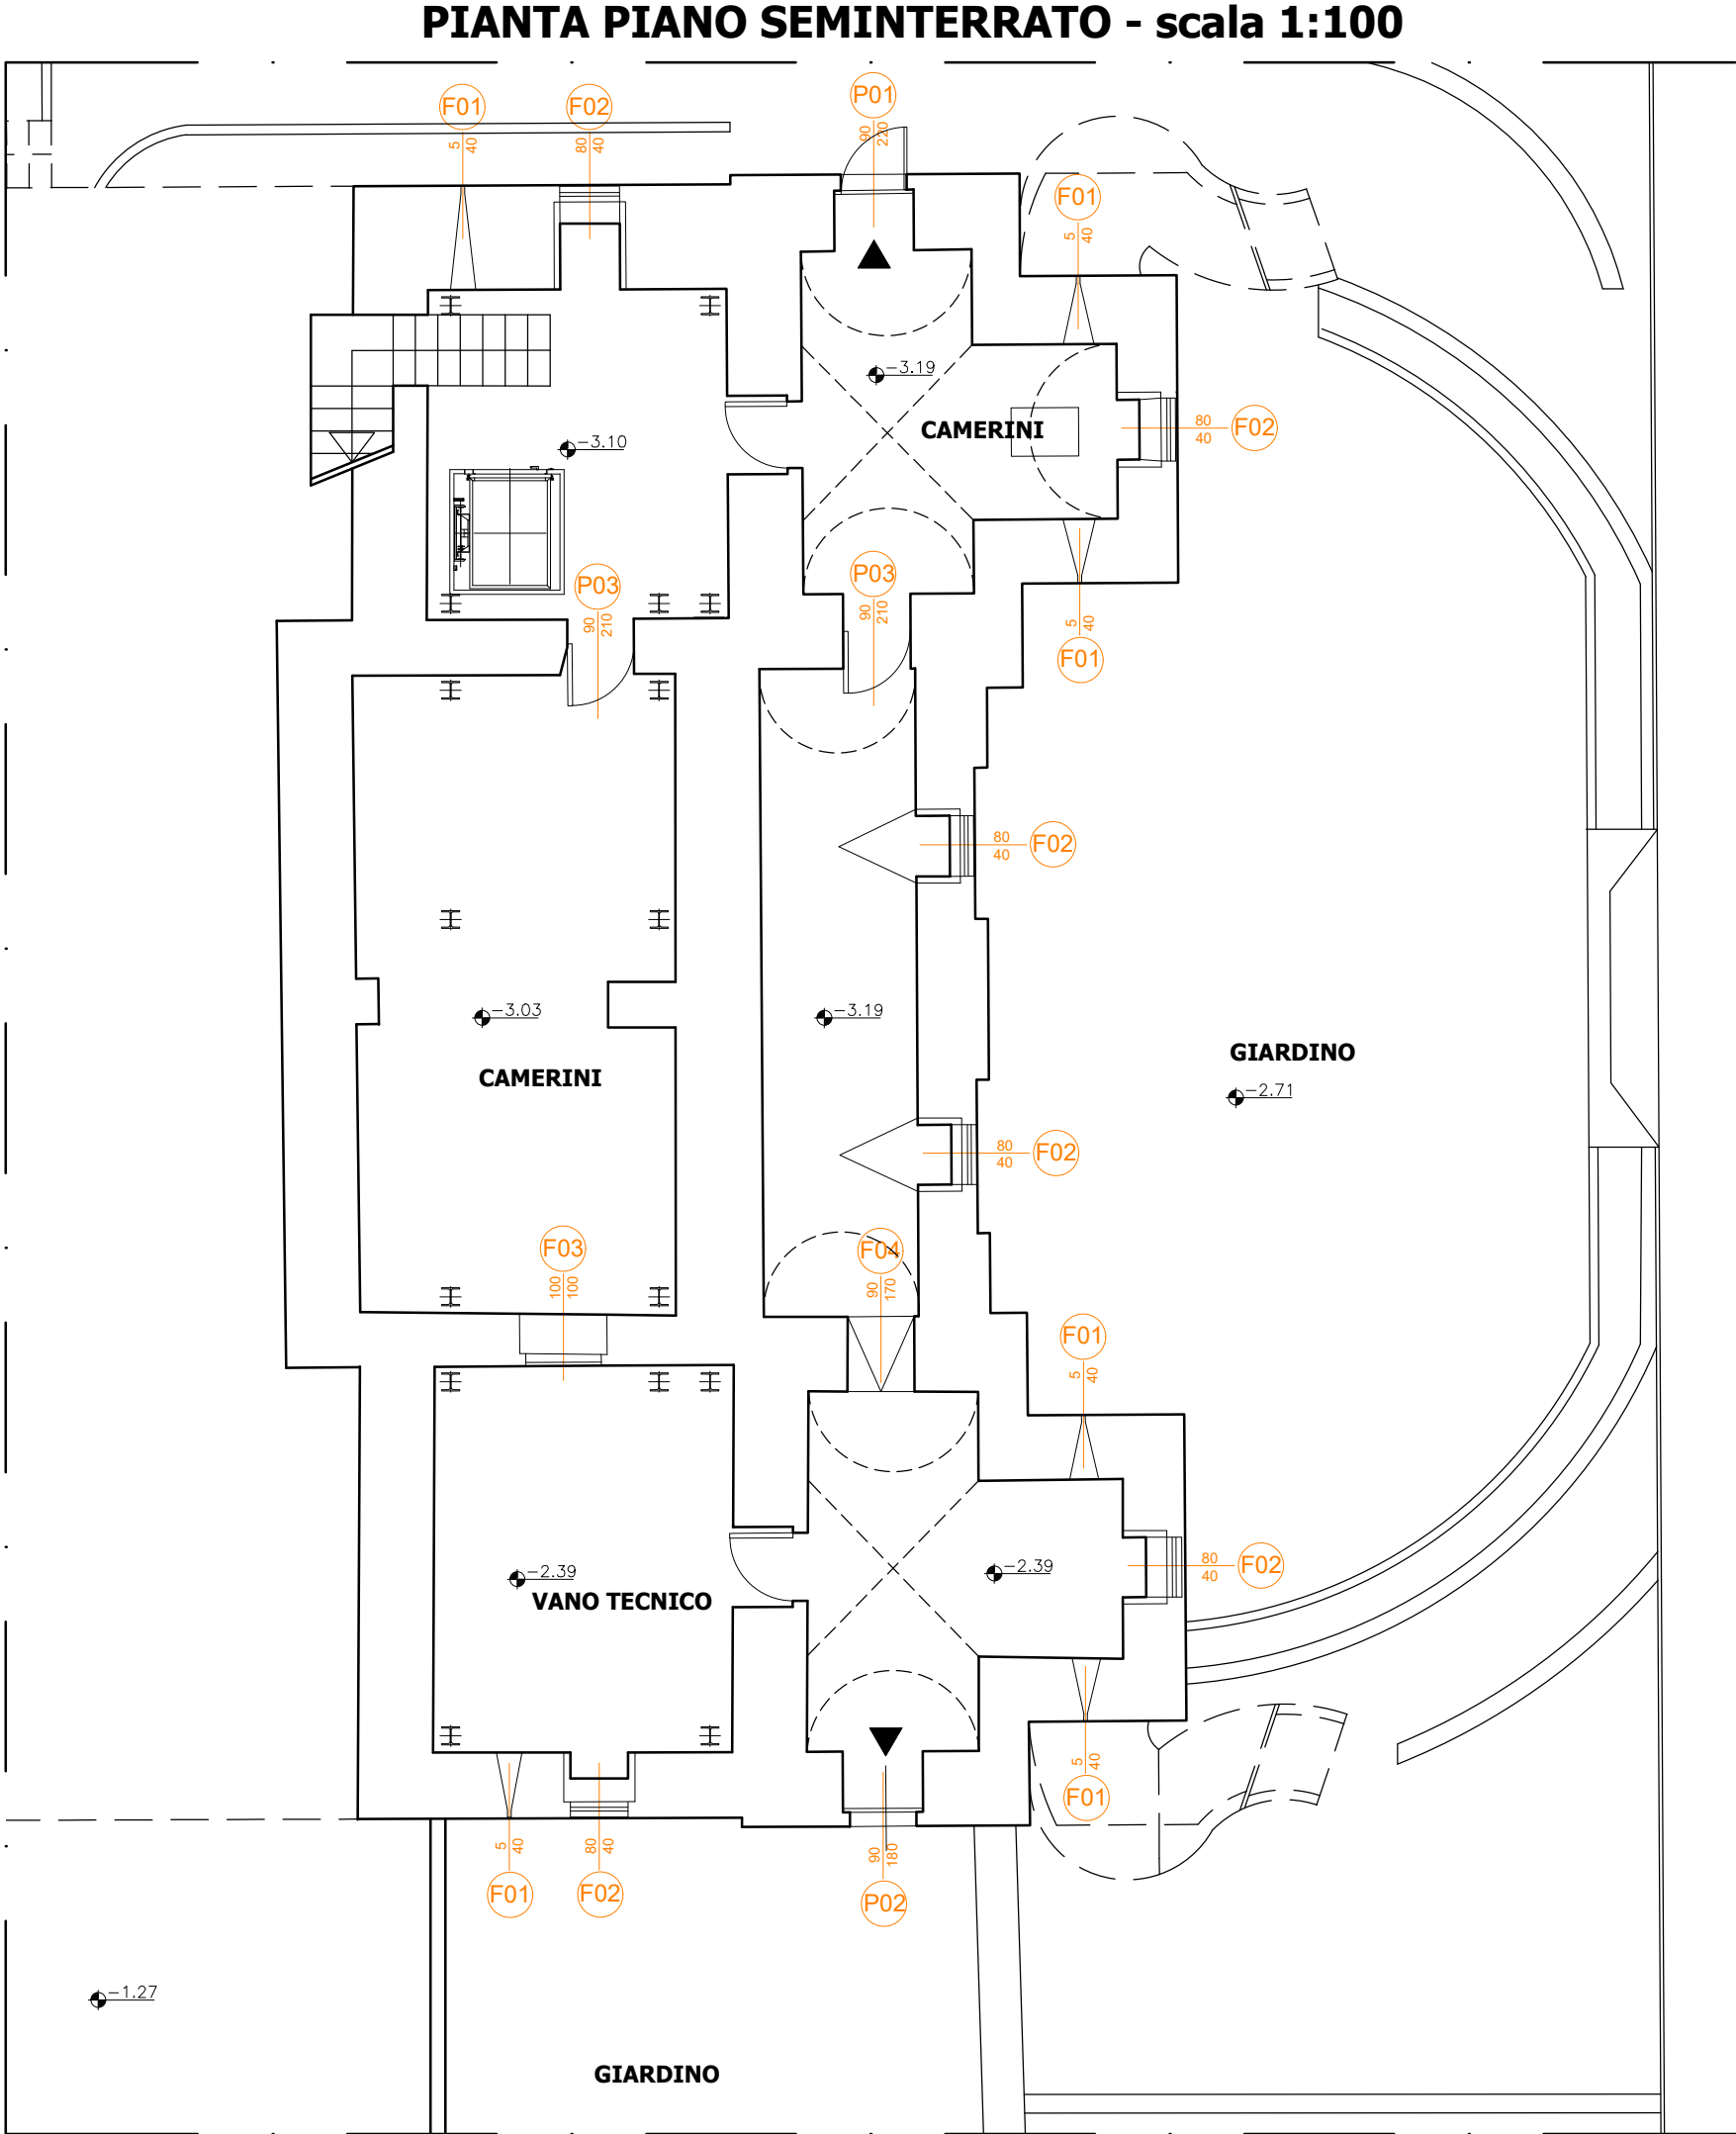 PIANTA PIANO SEMINTERRATO - scala 1:100
P01
90
220
F01
5
40
F02
80
40
F01
5
40
-3.19
CAMERINI
80
40
F02
-3.10
P03
90
210
P03
90
210
5
40
F01
80
40
F02
-3.03
-3.19
CAMERINI
GIARDINO
-2.71
80
40
F02
F03
100
100
F04
90
170
F01
5
40
-2.39
VANO TECNICO
-2.39
80
40
F02
5
40
F01
5
40
F01
80
40
F02
90
180
P02
-1.27
GIARDINO